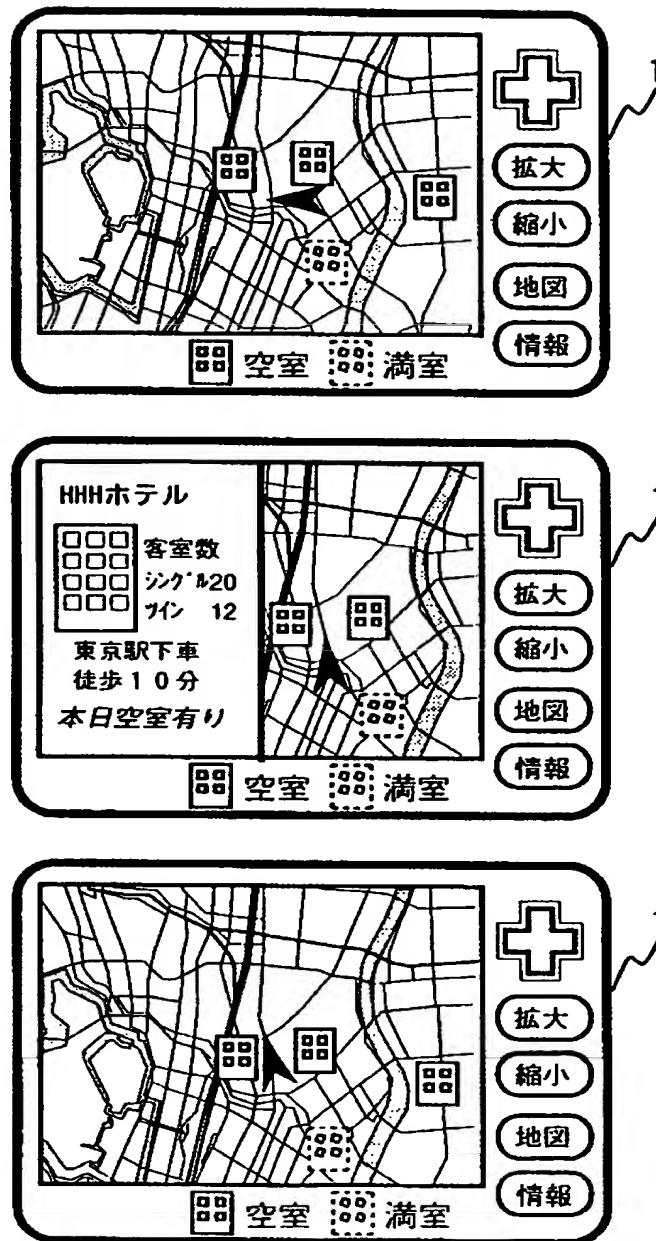 拡大
縮小
地図
情報
空室 満室
HHHホテル
客室数
シングル20
ツイン 12
東京駅下車
徒歩10分
本日空室有り
拡大
縮小
地図
情報
空室 満室
拡大
縮小
地図
情報
空室 満室